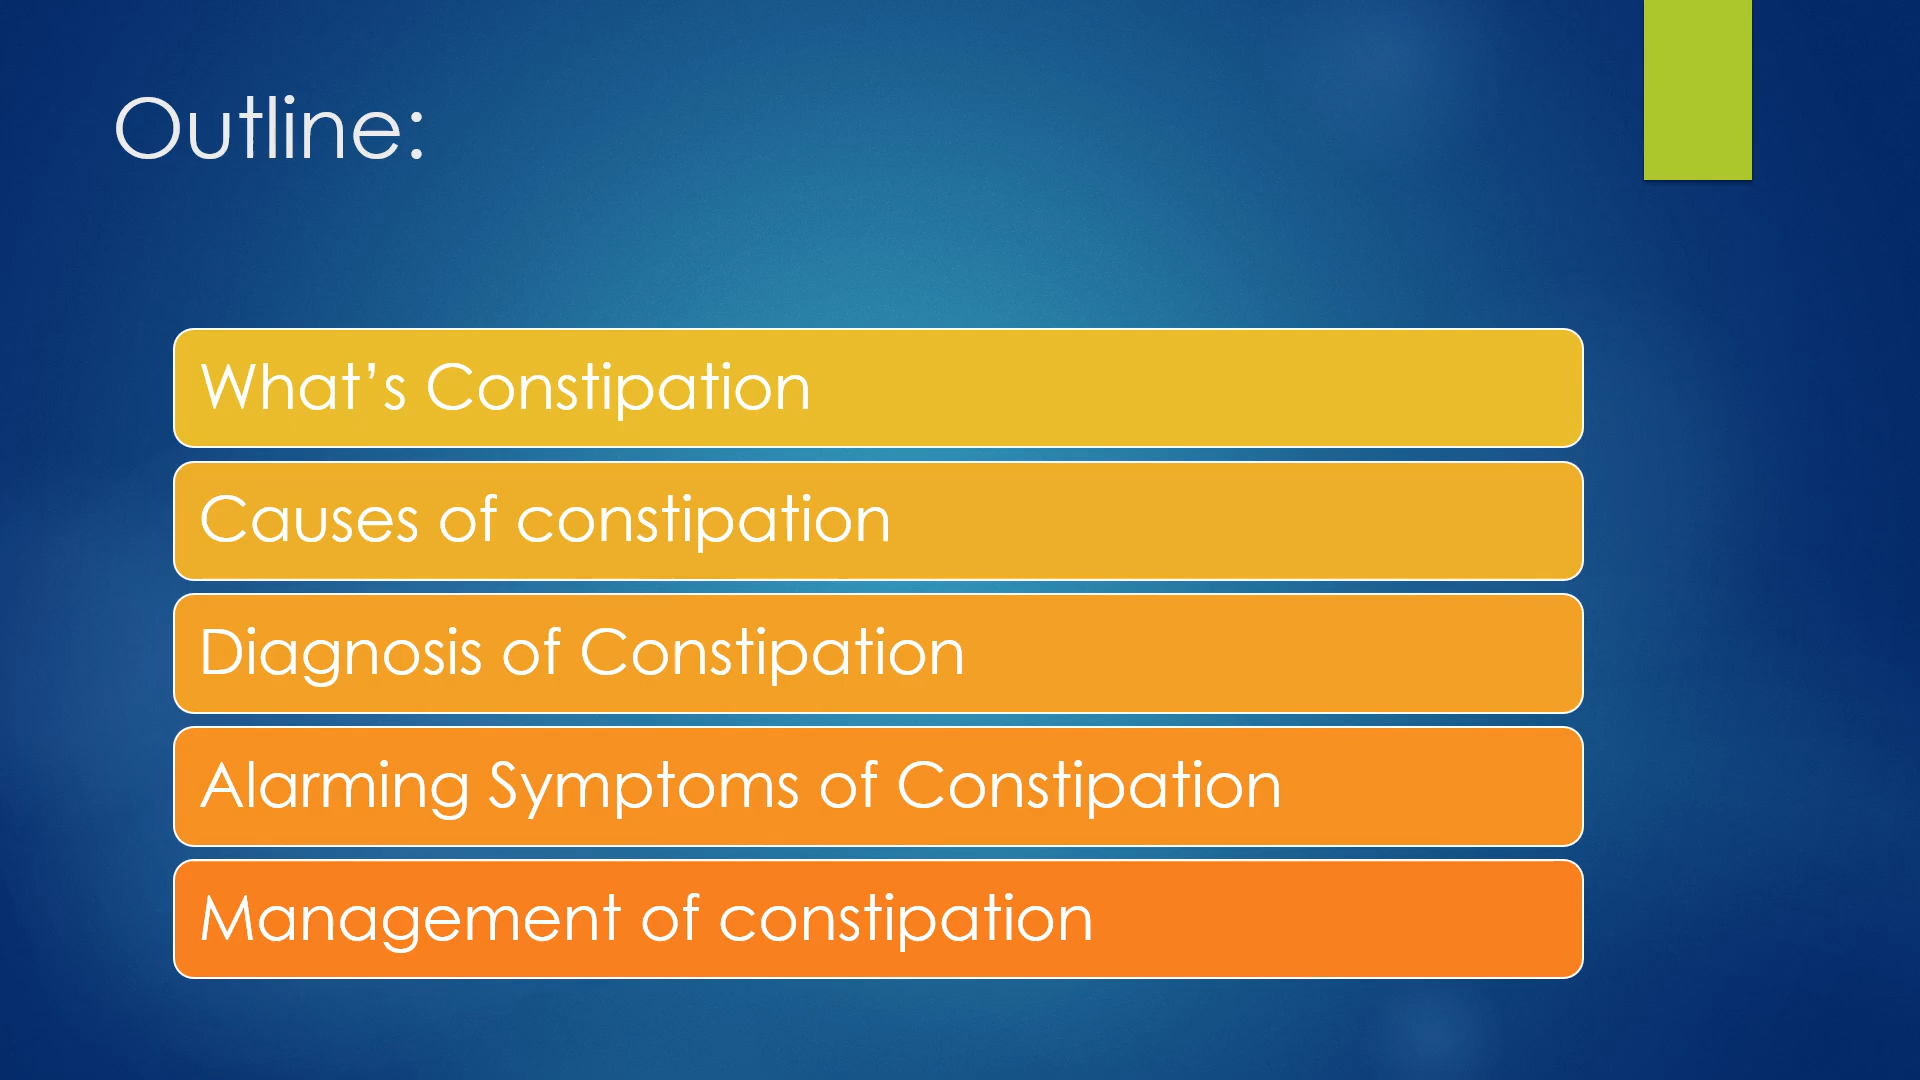 Outline:
What’s Constipation
Causes of constipation
Diagnosis of Constipation
Alarming Symptoms of Constipation
Management of constipation